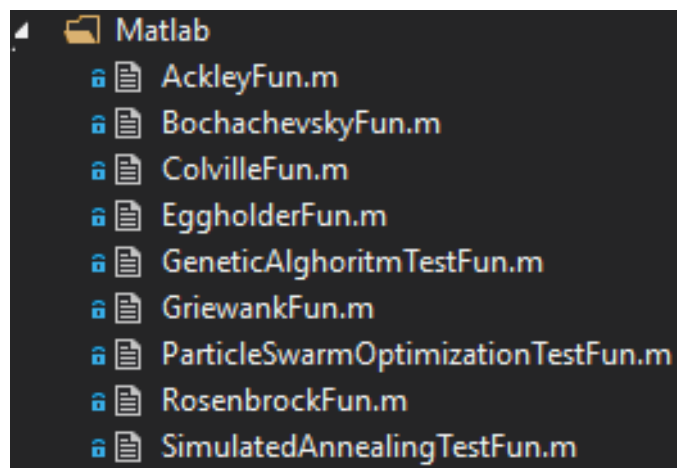 Matlab
AckleyFun.m
BochachevskyFun.m
ColvilleFun.m
EggholderFun.m
GeneticAlghoritmTestFun.m
GriewankFun.m
ParticleSwarmOptimizationTestFun.m
RosenbrockFun.m
SimulatedAnnealingTestFun.m